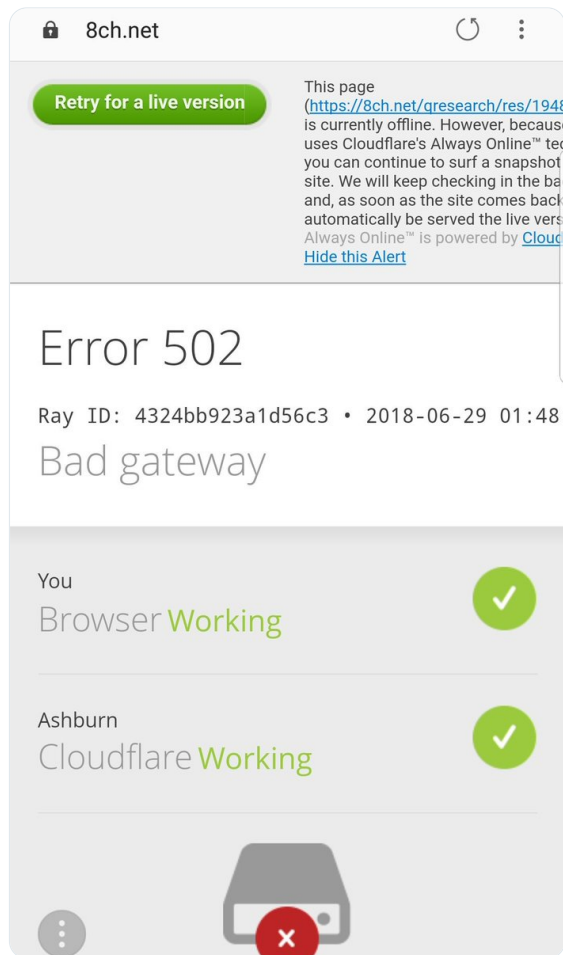 8ch.net
Retry for a live version
This page
(https://8ch.net/qresearch/res/1948
is currently offline. However, because
uses Cloudflare's Always Online™ tec
you can continue to surf a snapshot
site. We will keep checking in the ba
and, as soon as the site comes back
automatically be served the live vers
Always Online™ is powered by Cloud
Hide this Alert
Error 502
Ray ID: 4324bb923a1d56c3 • 2018-06-29 01:48
Bad gateway
You
Browser Working
Ashburn
Cloudflare Working